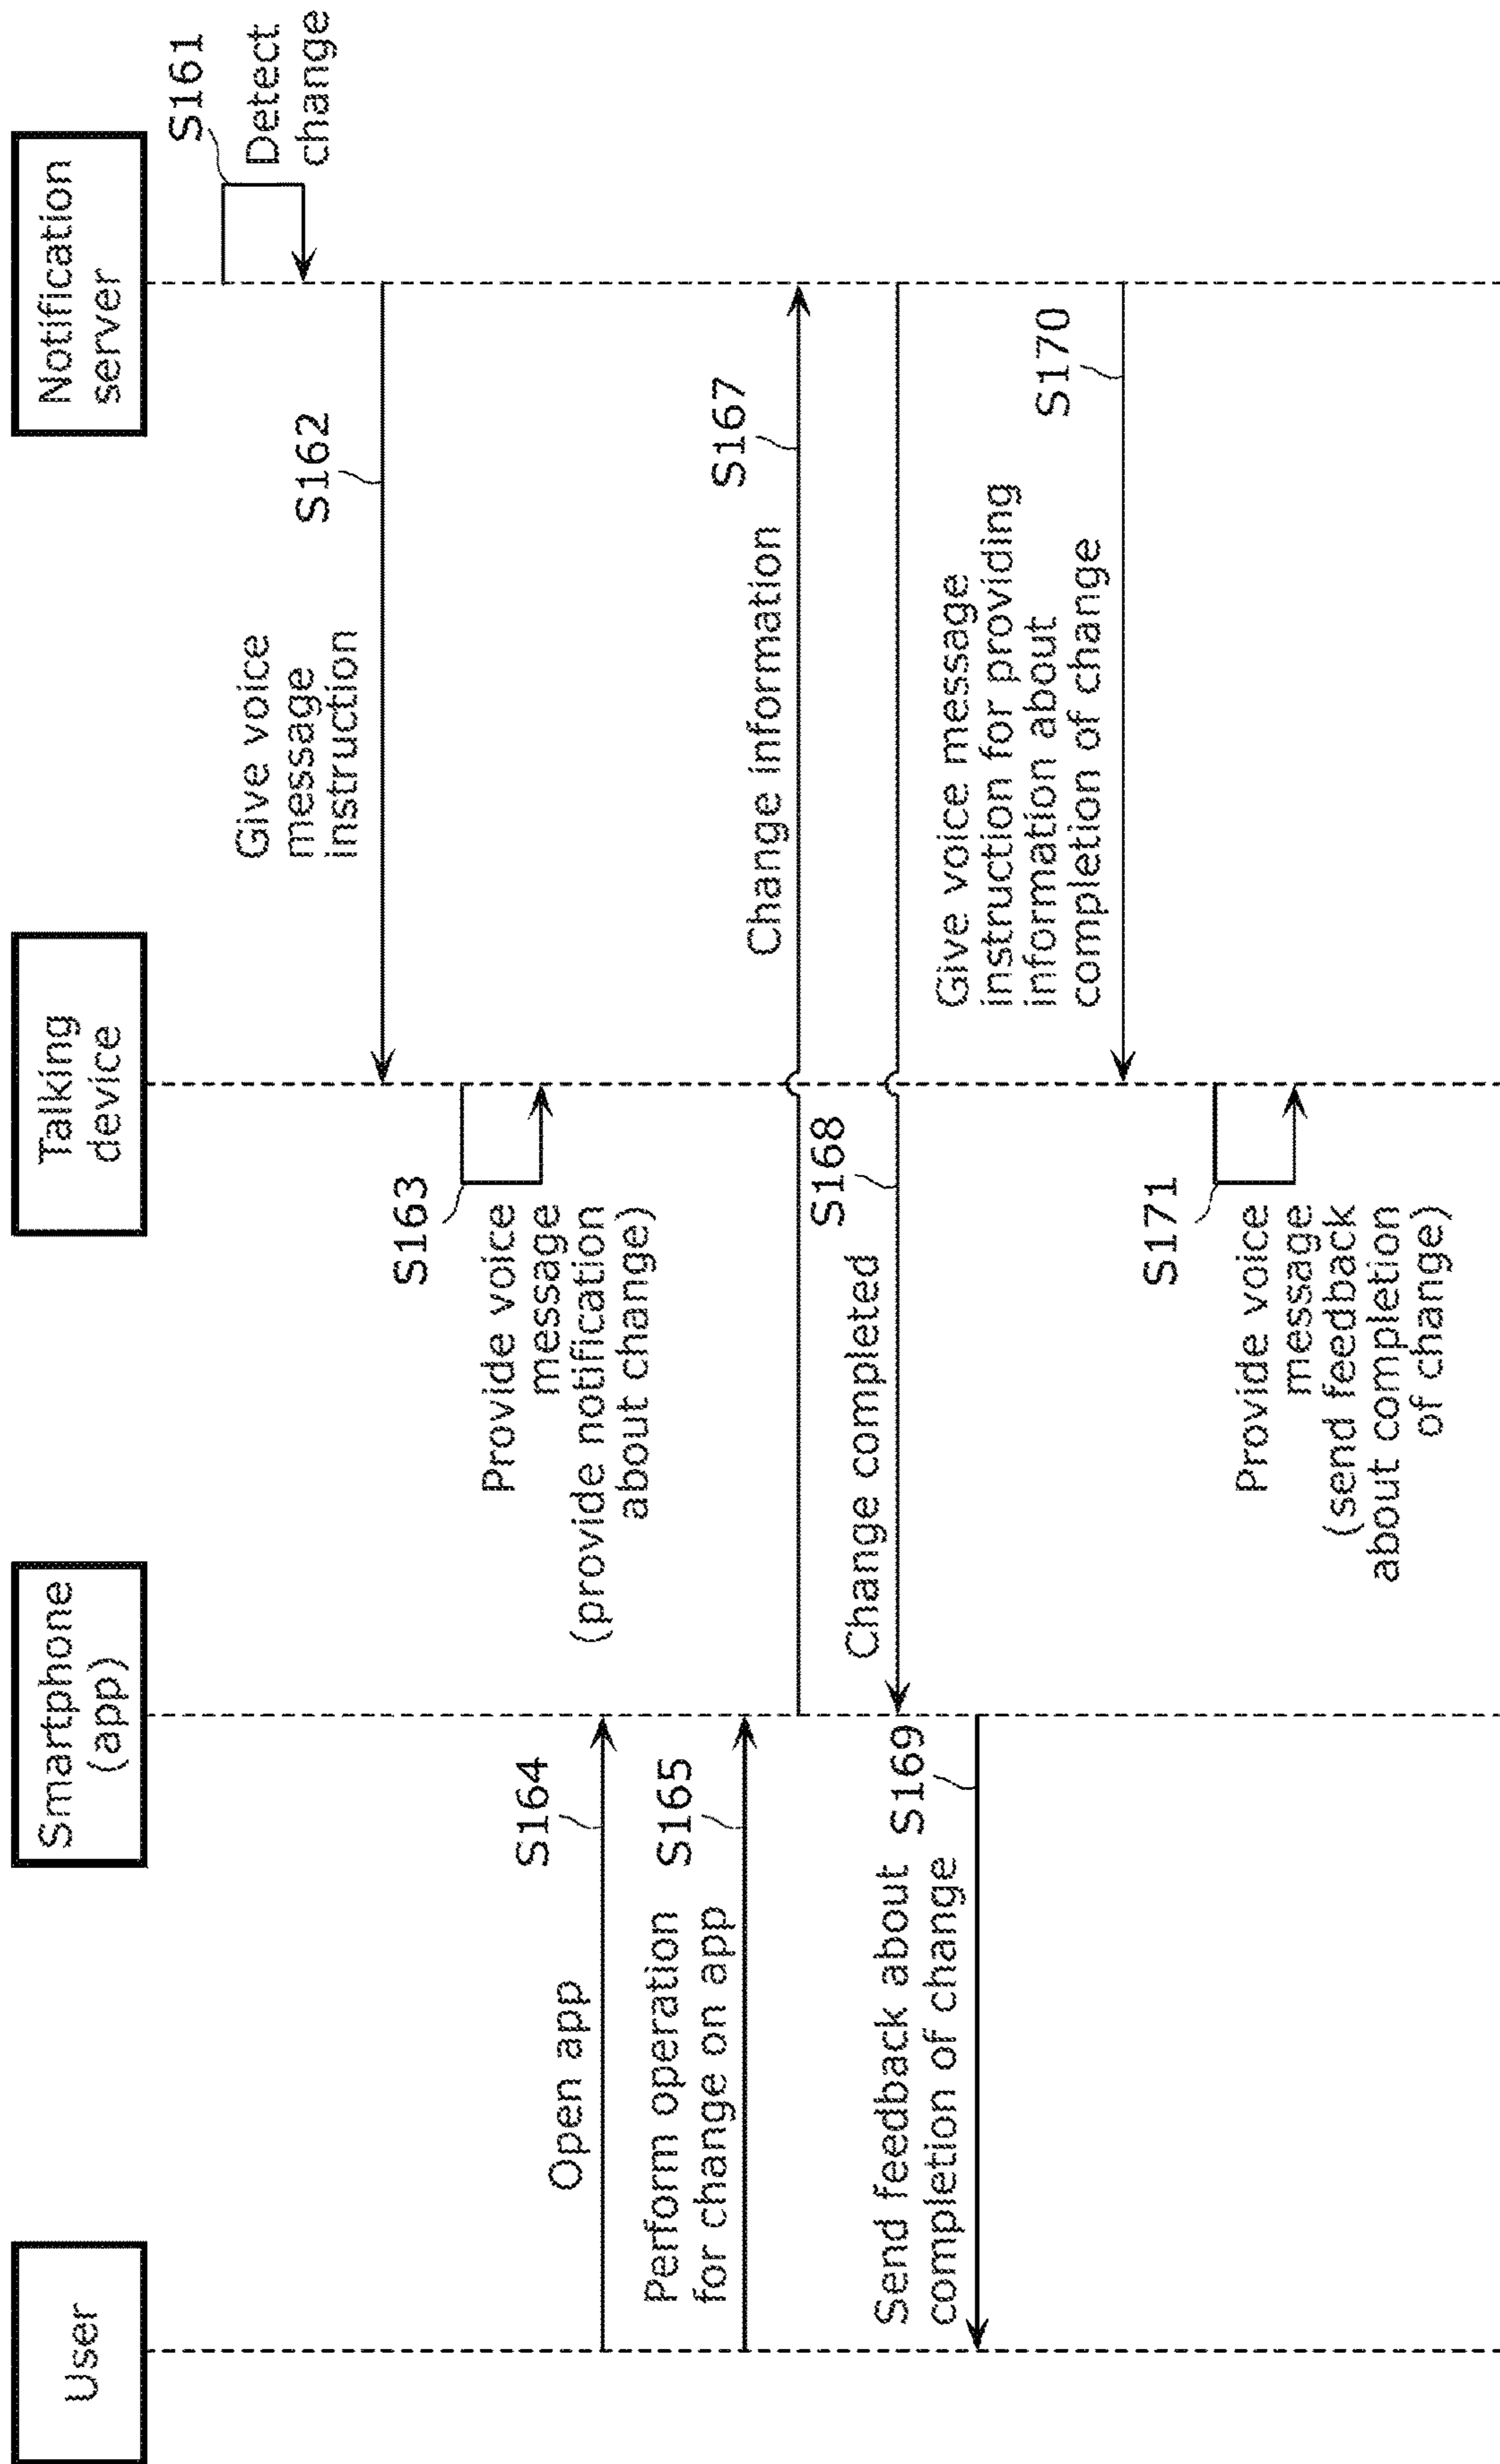 User
Smartphone
(app)
Talking
device
Notification
server
S161
Detect
change
S162
Give voice
message
instruction
S163
Provide voice
message
(provide notification
about change)
S164
Open app
S165
Perform operation
for change on app
S167
Change information
S168
Change completed
S169
Send feedback about
completion of change
S170
Give voice message
instruction for providing
information about
completion of change
S171
Provide voice
message
(send feedback
about completion
of change)